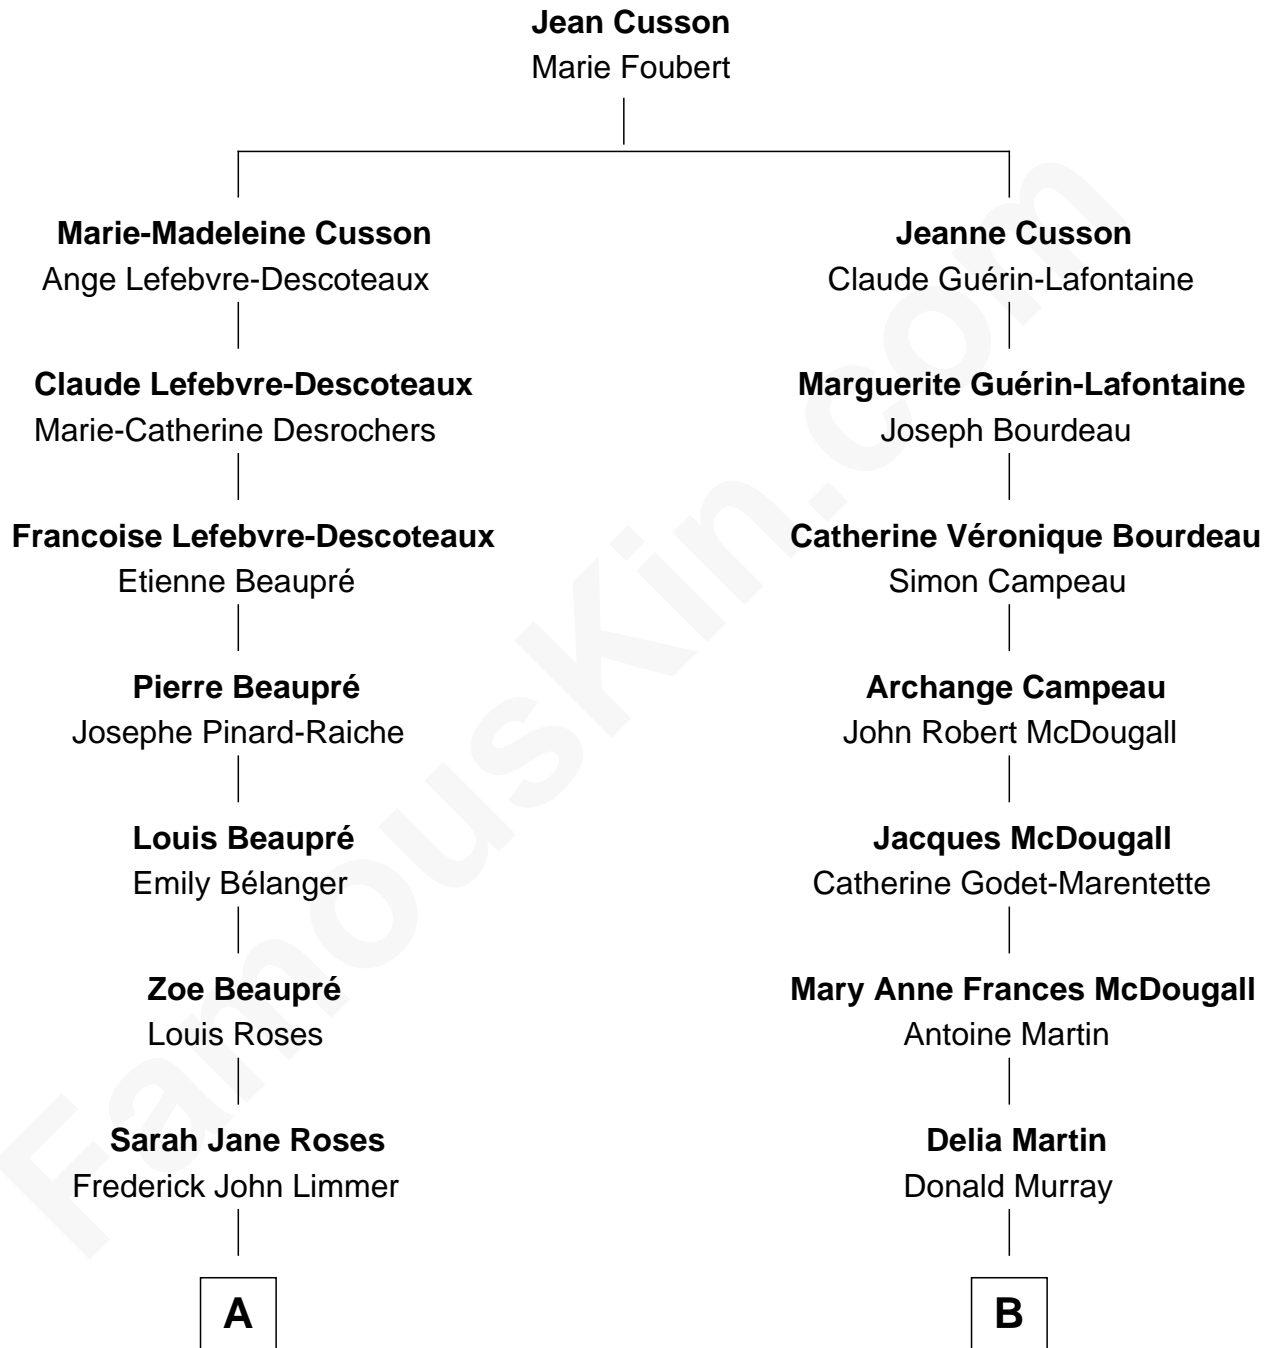 Jean Cusson
Marie Foubert
Marie-Madeleine Cusson
Ange Lefebvre-Descoteaux
Jeanne Cusson
Claude Guérin-Lafontaine
Claude Lefebvre-Descoteaux
Marie-Catherine Desrochers
Marguerite Guérin-Lafontaine
Joseph Bourdeau
Francoise Lefebvre-Descoteaux
Etienne Beaupré
Catherine Véronique Bourdeau
Simon Campeau
Pierre Beaupré
Josephe Pinard-Raiche
Archange Campeau
John Robert McDougall
Louis Beaupré
Emily Bélanger
Jacques McDougall
Catherine Godet-Marentette
Zoe Beaupré
Louis Roses
Mary Anne Frances McDougall
Antoine Martin
Sarah Jane Roses
Frederick John Limmer
Delia Martin
Donald Murray
A
B
FamousKin.com